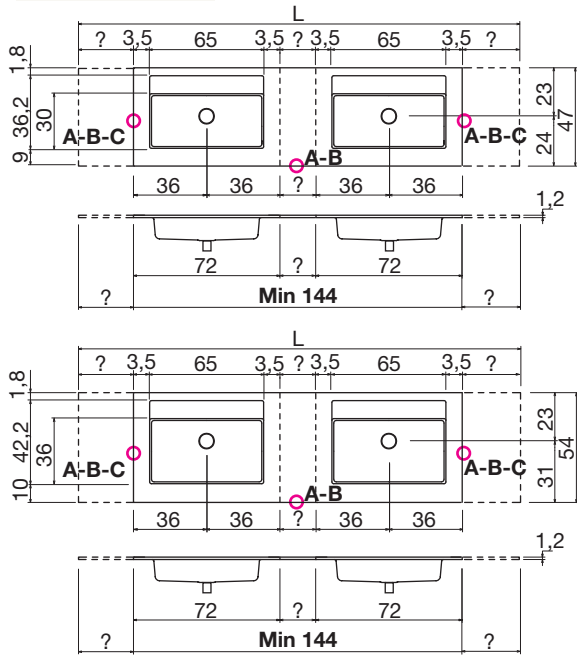 L
? 3,5 65 3,5 ? 3,5 65 3,5 ?
1,8
36,2
30
9
23
47
24
A-B-C
A-B-C
A-B
36 36 ? 36 36
1,2
72 ? 72
? Min 144 ?
L
? 3,5 65 3,5 ? 3,5 65 3,5 ?
1,8
42,2
36
10
23
54
31
A-B-C
A-B-C
A-B
36 36 ? 36 36
1,2
72 ? 72
? Min 144 ?